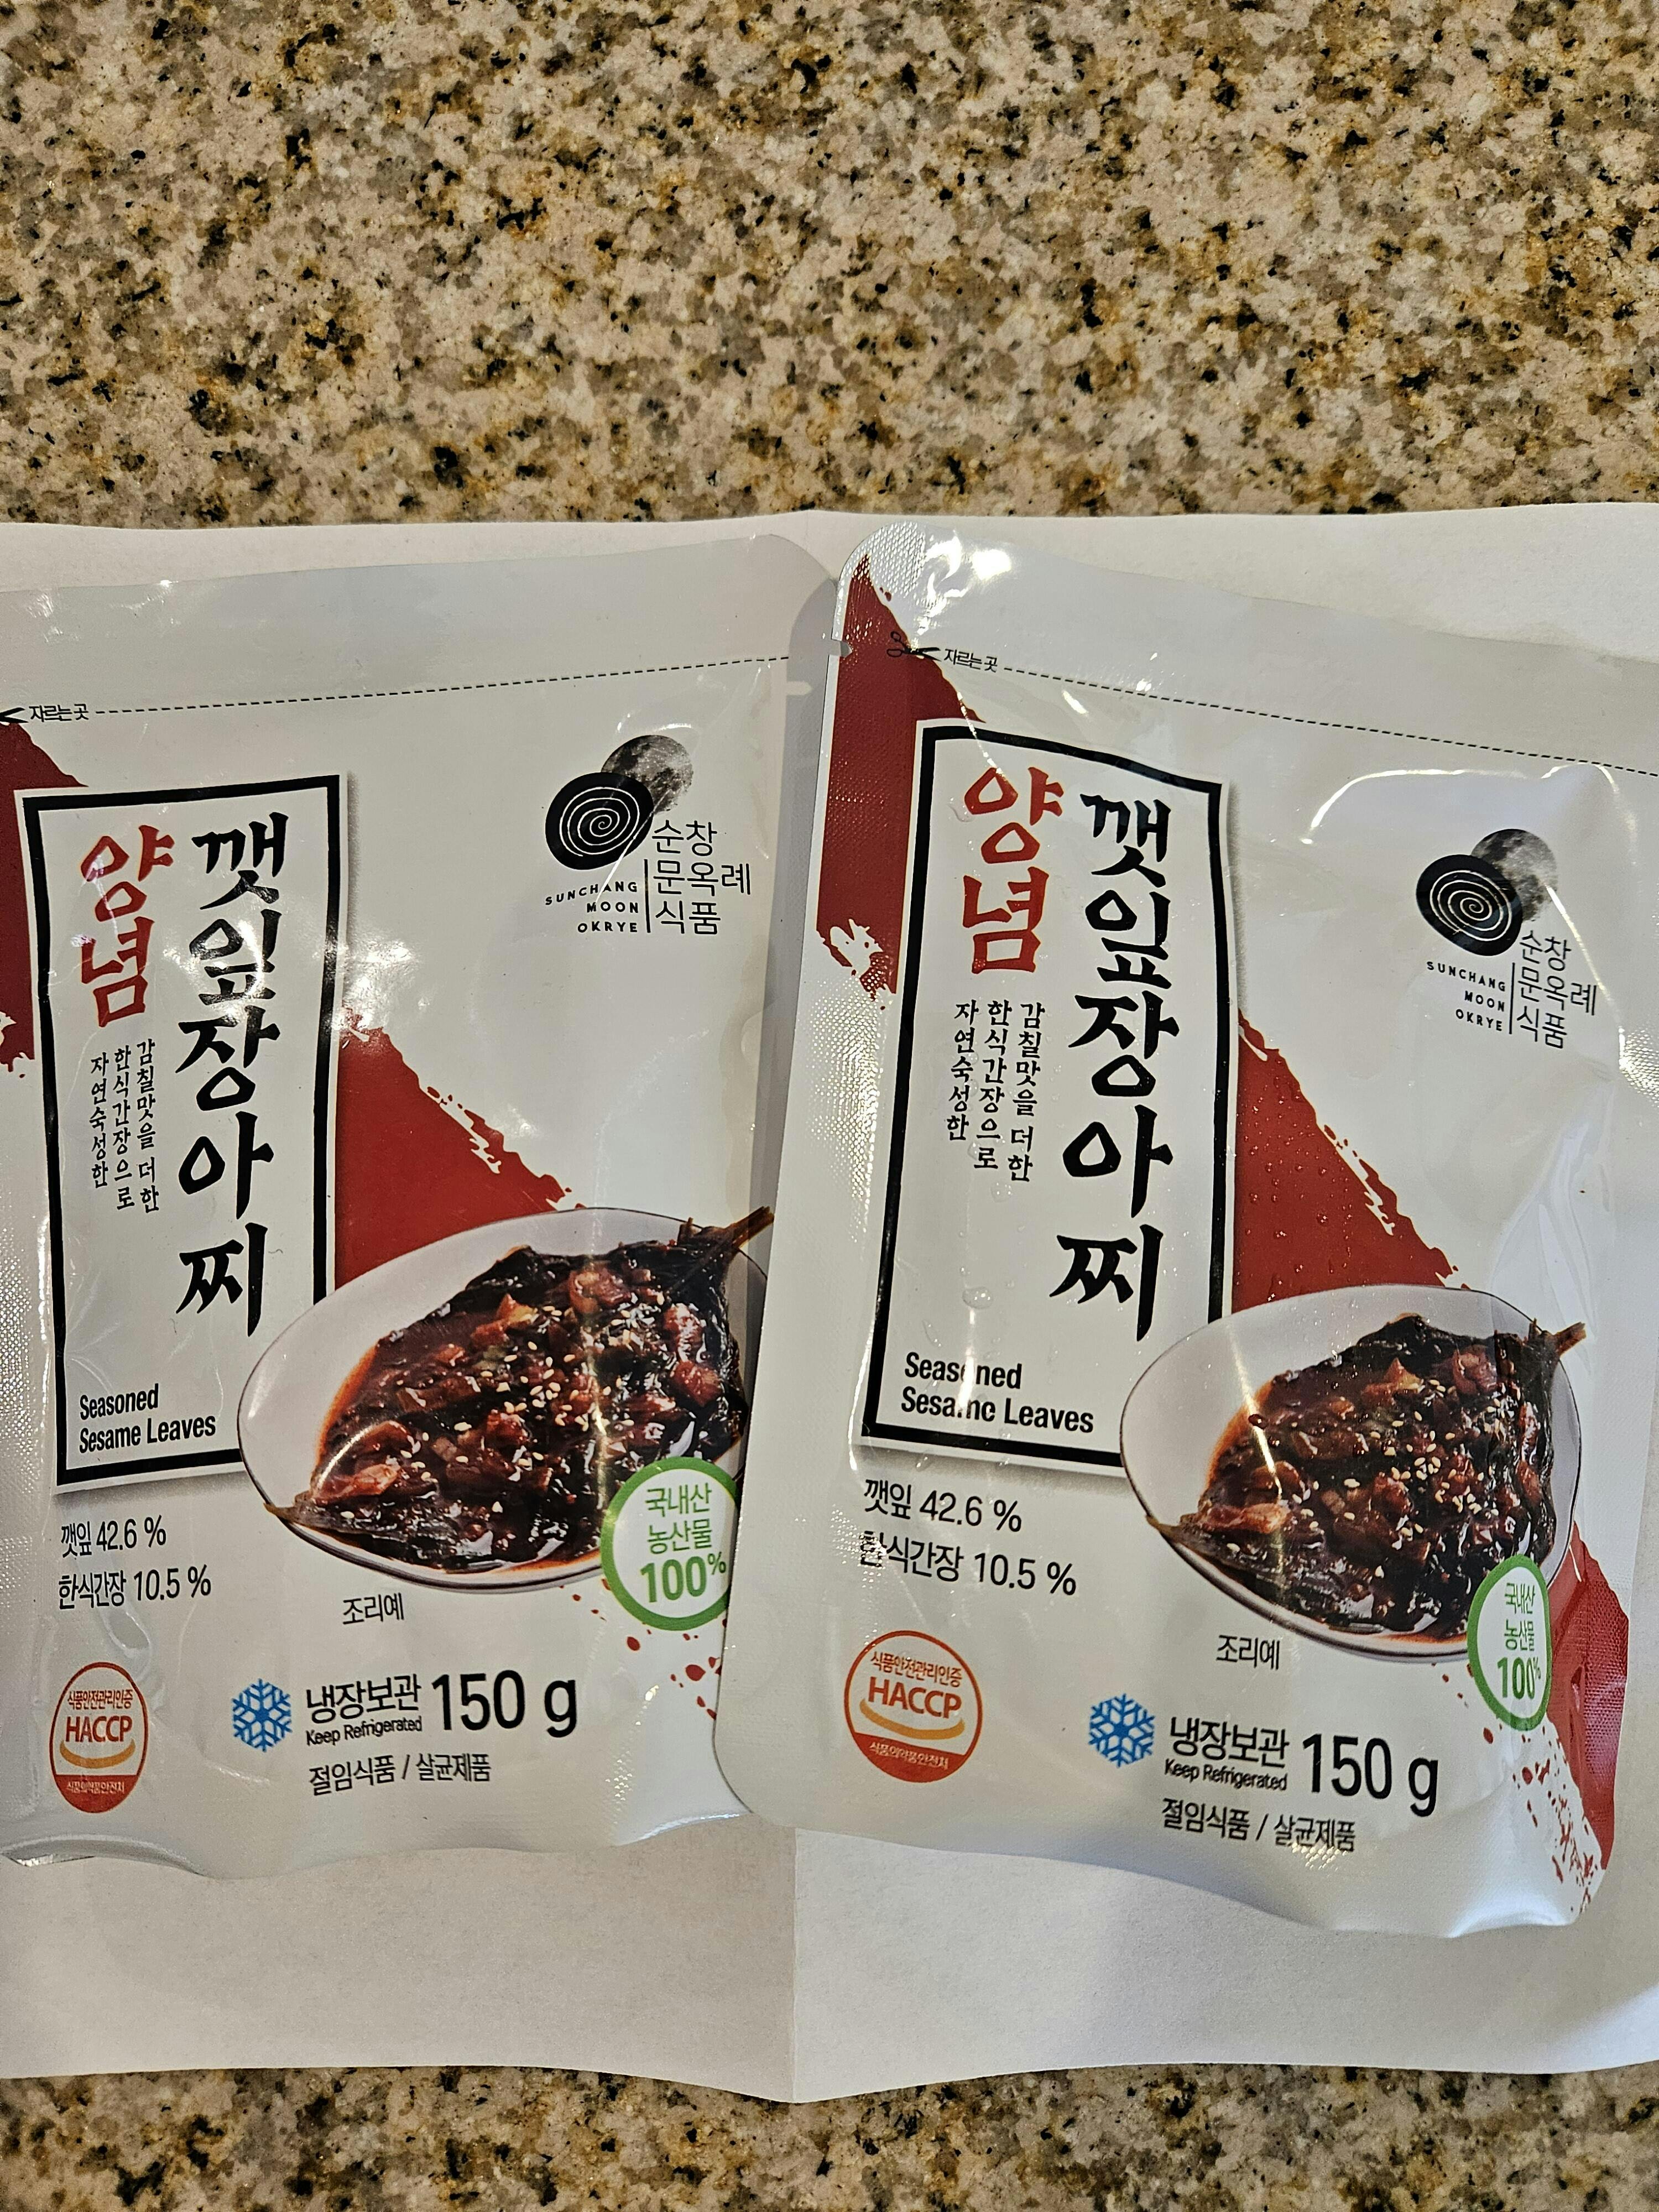 자르는곳
순창
문옥례
식품
SUNCHANG
MOON
OKRYE
양념
깻잎장아찌
감칠맛을 더한
한식간장으로
자연숙성한
Seasoned
Sesame Leaves
깻잎 42.6 %
한식간장 10.5 %
조리예
국내산
농산물
100%
식품안전관리인증
HACCP
식품의약품안전처
냉장보관
Keep Refrigerated
150 g
절임식품 / 살균제품
자르는곳
순창
문옥례
식품
SUNCHANG
MOON
OKRYE
양념
깻잎장아찌
감칠맛을 더한
한식간장으로
자연숙성한
Seasoned
Sesame Leaves
깻잎 42.6 %
한식간장 10.5 %
조리예
국내산
농산물
100%
식품안전관리인증
HACCP
식품의약품안전처
냉장보관
Keep Refrigerated
150 g
절임식품 / 살균제품